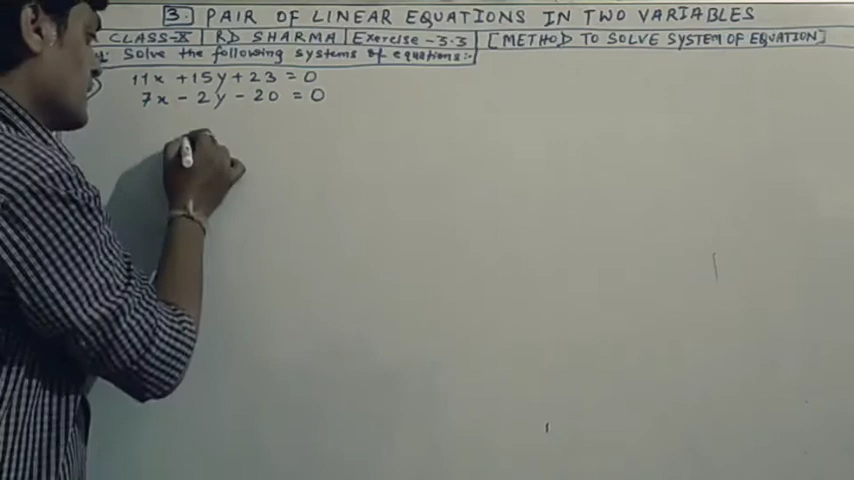 3. PAIR OF LINEAR EQUATIONS IN TWO VARIABLES
CLASS-X | RD SHARMA | Exercise -3.3 [METHOD TO SOLVE SYSTEM OF EQUATION]
Solve the following systems of equations:-
11x + 15y + 23 = 0
7x - 2y - 20 = 0